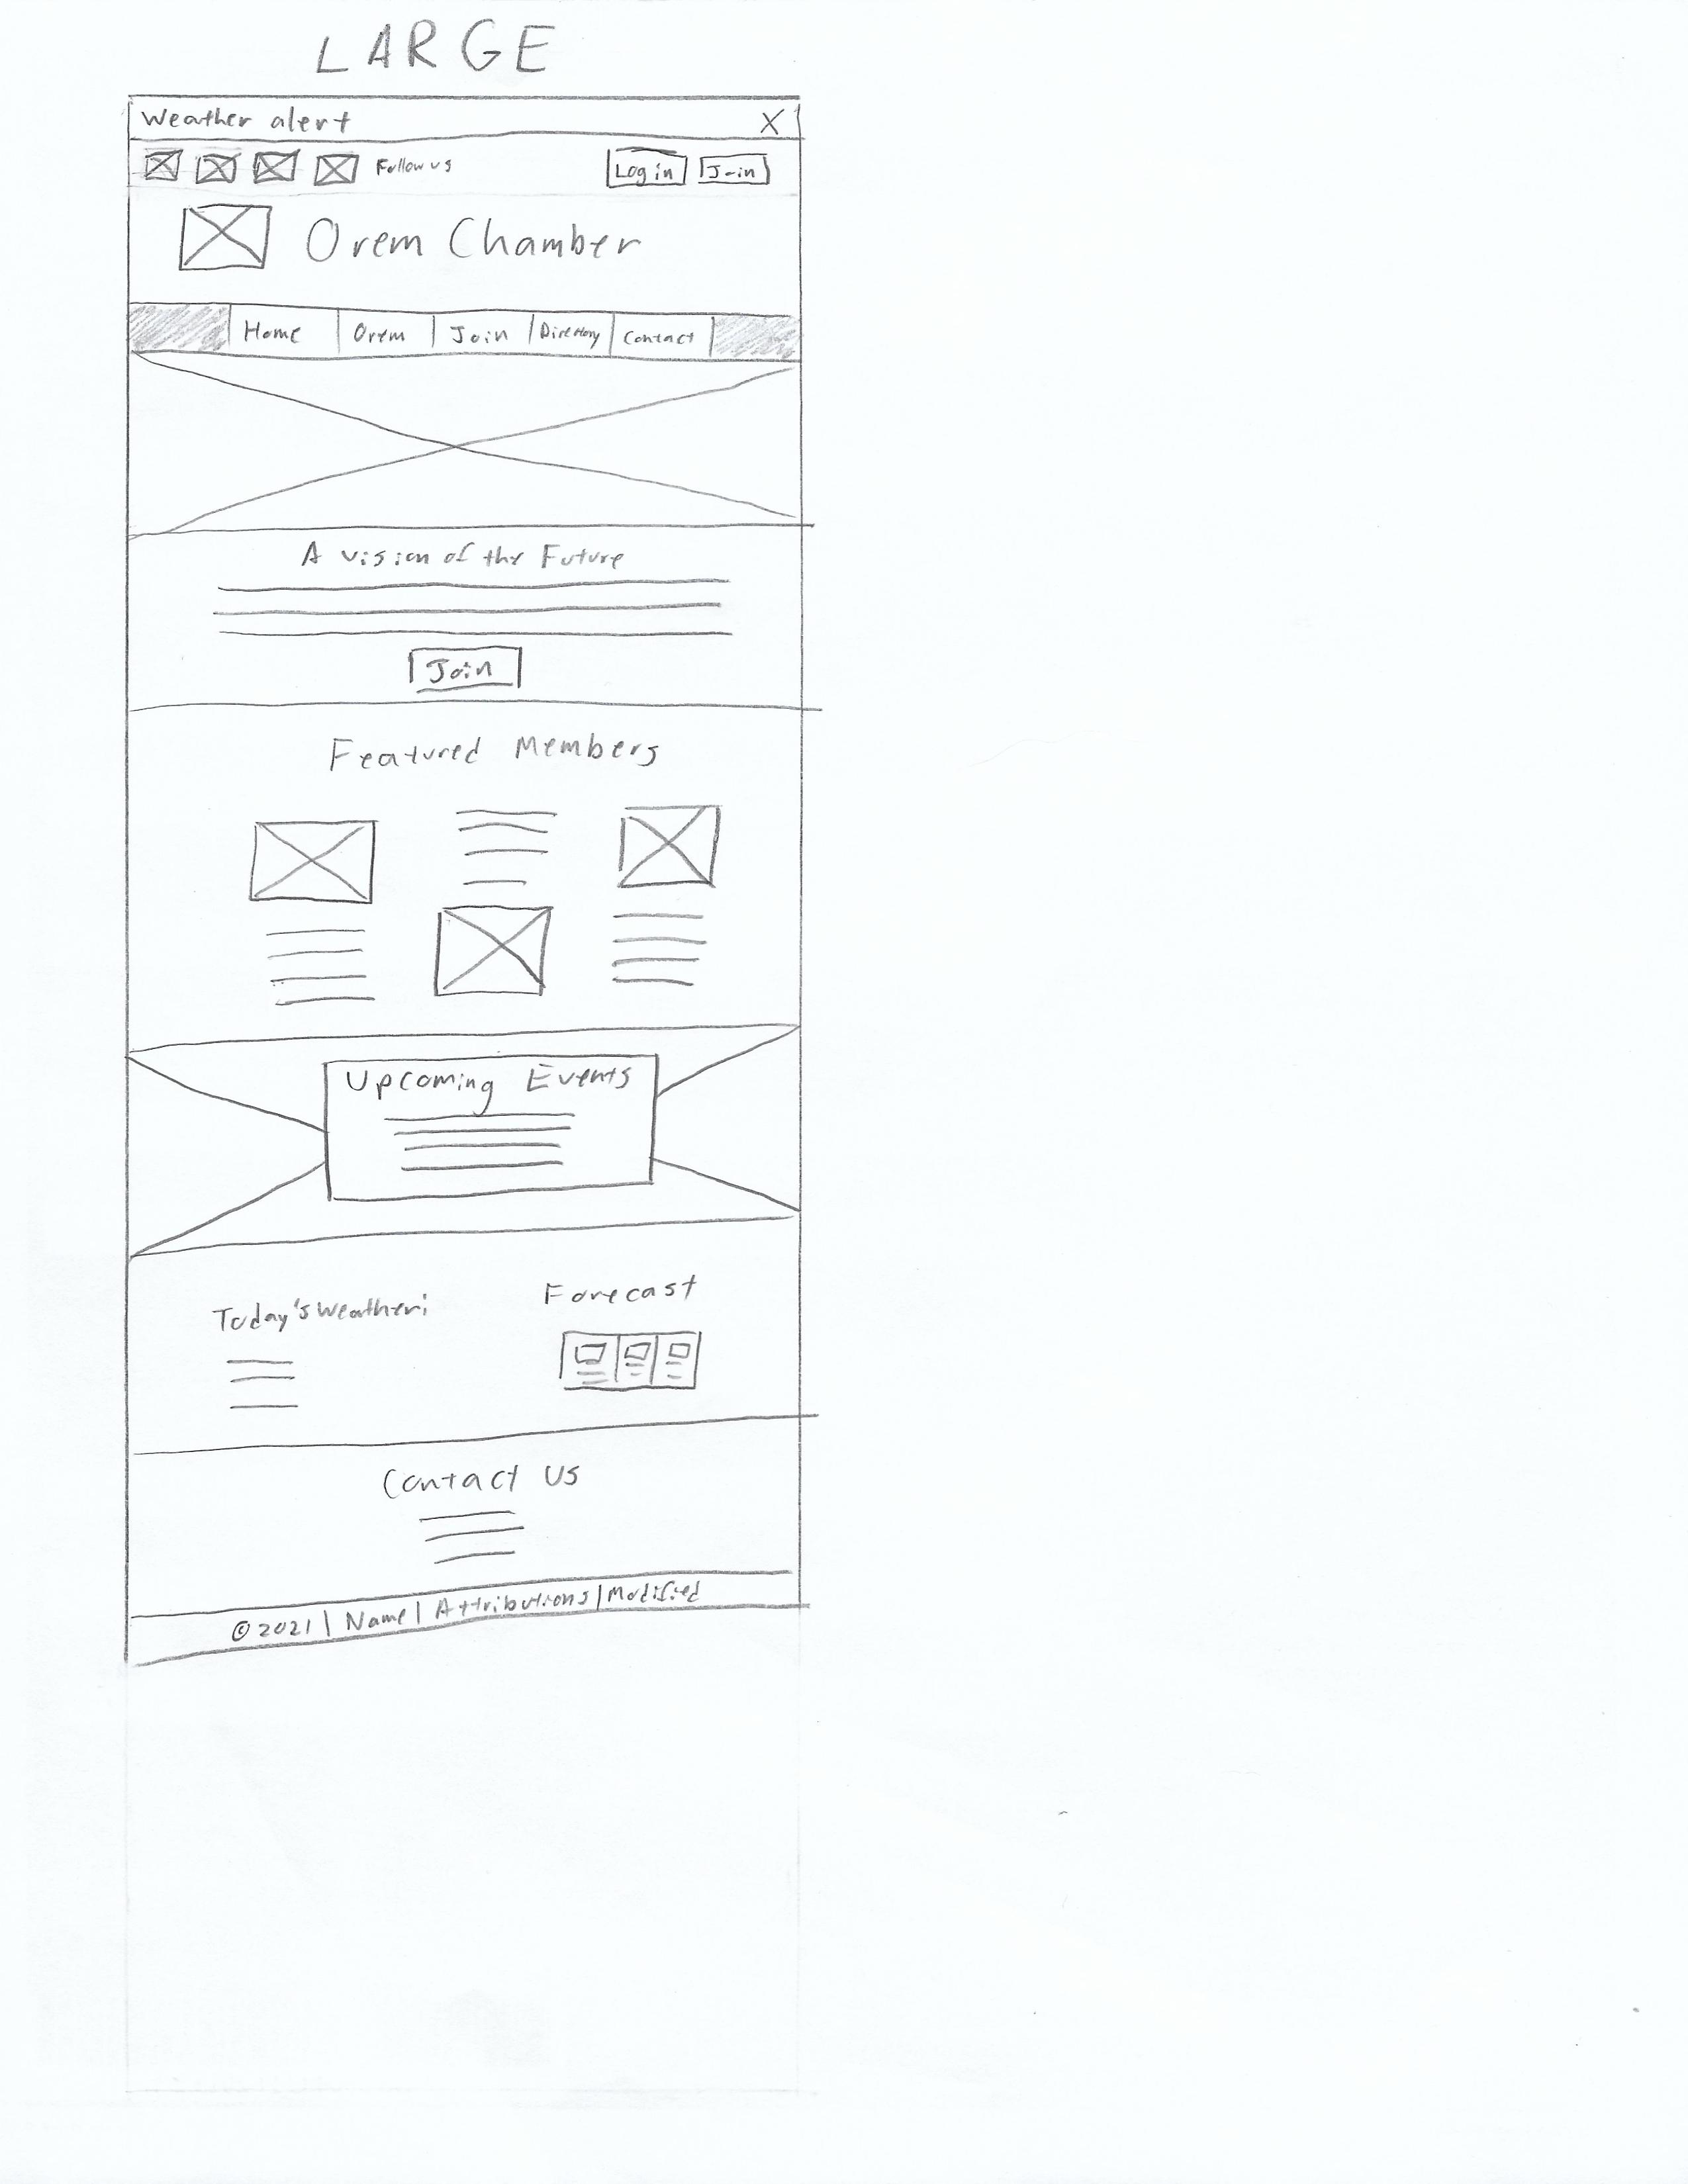 LARGE
Weather alert X
Follow us Log in Join
Orem Chamber
Home Orem Join Directory Contact
A vision of the Future
Join
Featured Members
Upcoming Events
Today's Weather:
Forecast
Contact Us
© 2021 | Name | Attributions | Modified